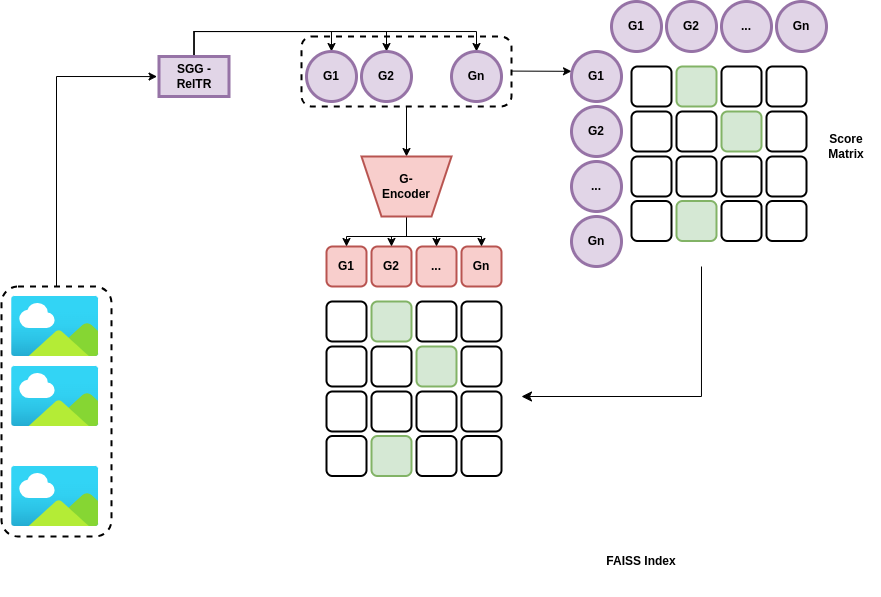 G1 G2 ... Gn
SGG -
RelTR
G1 G2 Gn
G1
G2
...
Gn
Score
Matrix
G-
Encoder
G1 G2 ... Gn
FAISS Index